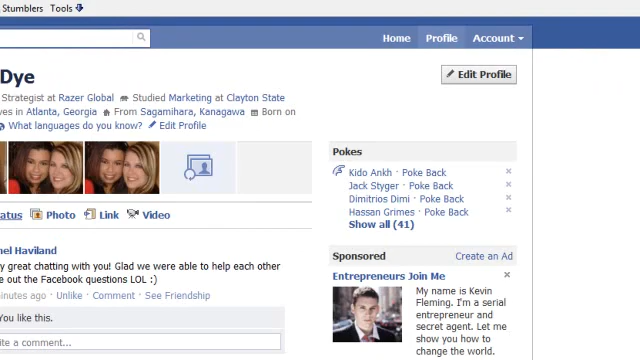 Stumblers Tools
Home Profile Account
Dye
Edit Profile
Strategist at Razer Global Studied Marketing at Clayton State
ves in Atlanta, Georgia From Sagamihara, Kanagawa Born on
What languages do you know? Edit Profile
Pokes
Kido Ankh · Poke Back
Jack Styger · Poke Back
Dimitrios Dimi · Poke Back
Hassan Grimes · Poke Back
Show all (41)
atus Photo Link Video
nel Haviland
y great chatting with you! Glad we were able to help each other
e out the Facebook questions LOL :)
inutes ago · Unlike · Comment · See Friendship
You like this.
ite a comment...
Sponsored Create an Ad
Entrepreneurs Join Me
My name is Kevin
Fleming. I'm a serial
entrepreneur and
secret agent. Let me
show you how to
change the world.